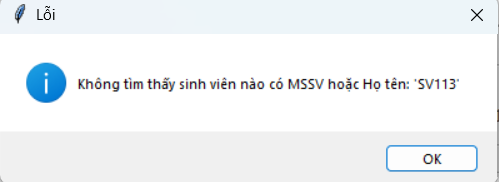 Lỗi
Không tìm thấy sinh viên nào có MSSV hoặc Họ tên: 'SV113'
OK